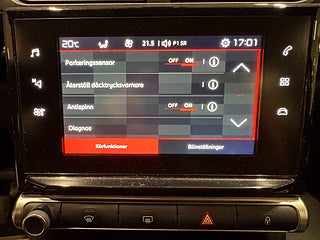 20°C 21.5 P1 SR 17:01
Parkeringssensor OFF ON
Återställ däcktrycksvarnare
Antispinn OFF ON
Diagnos
Körfunktioner Bilinställningar